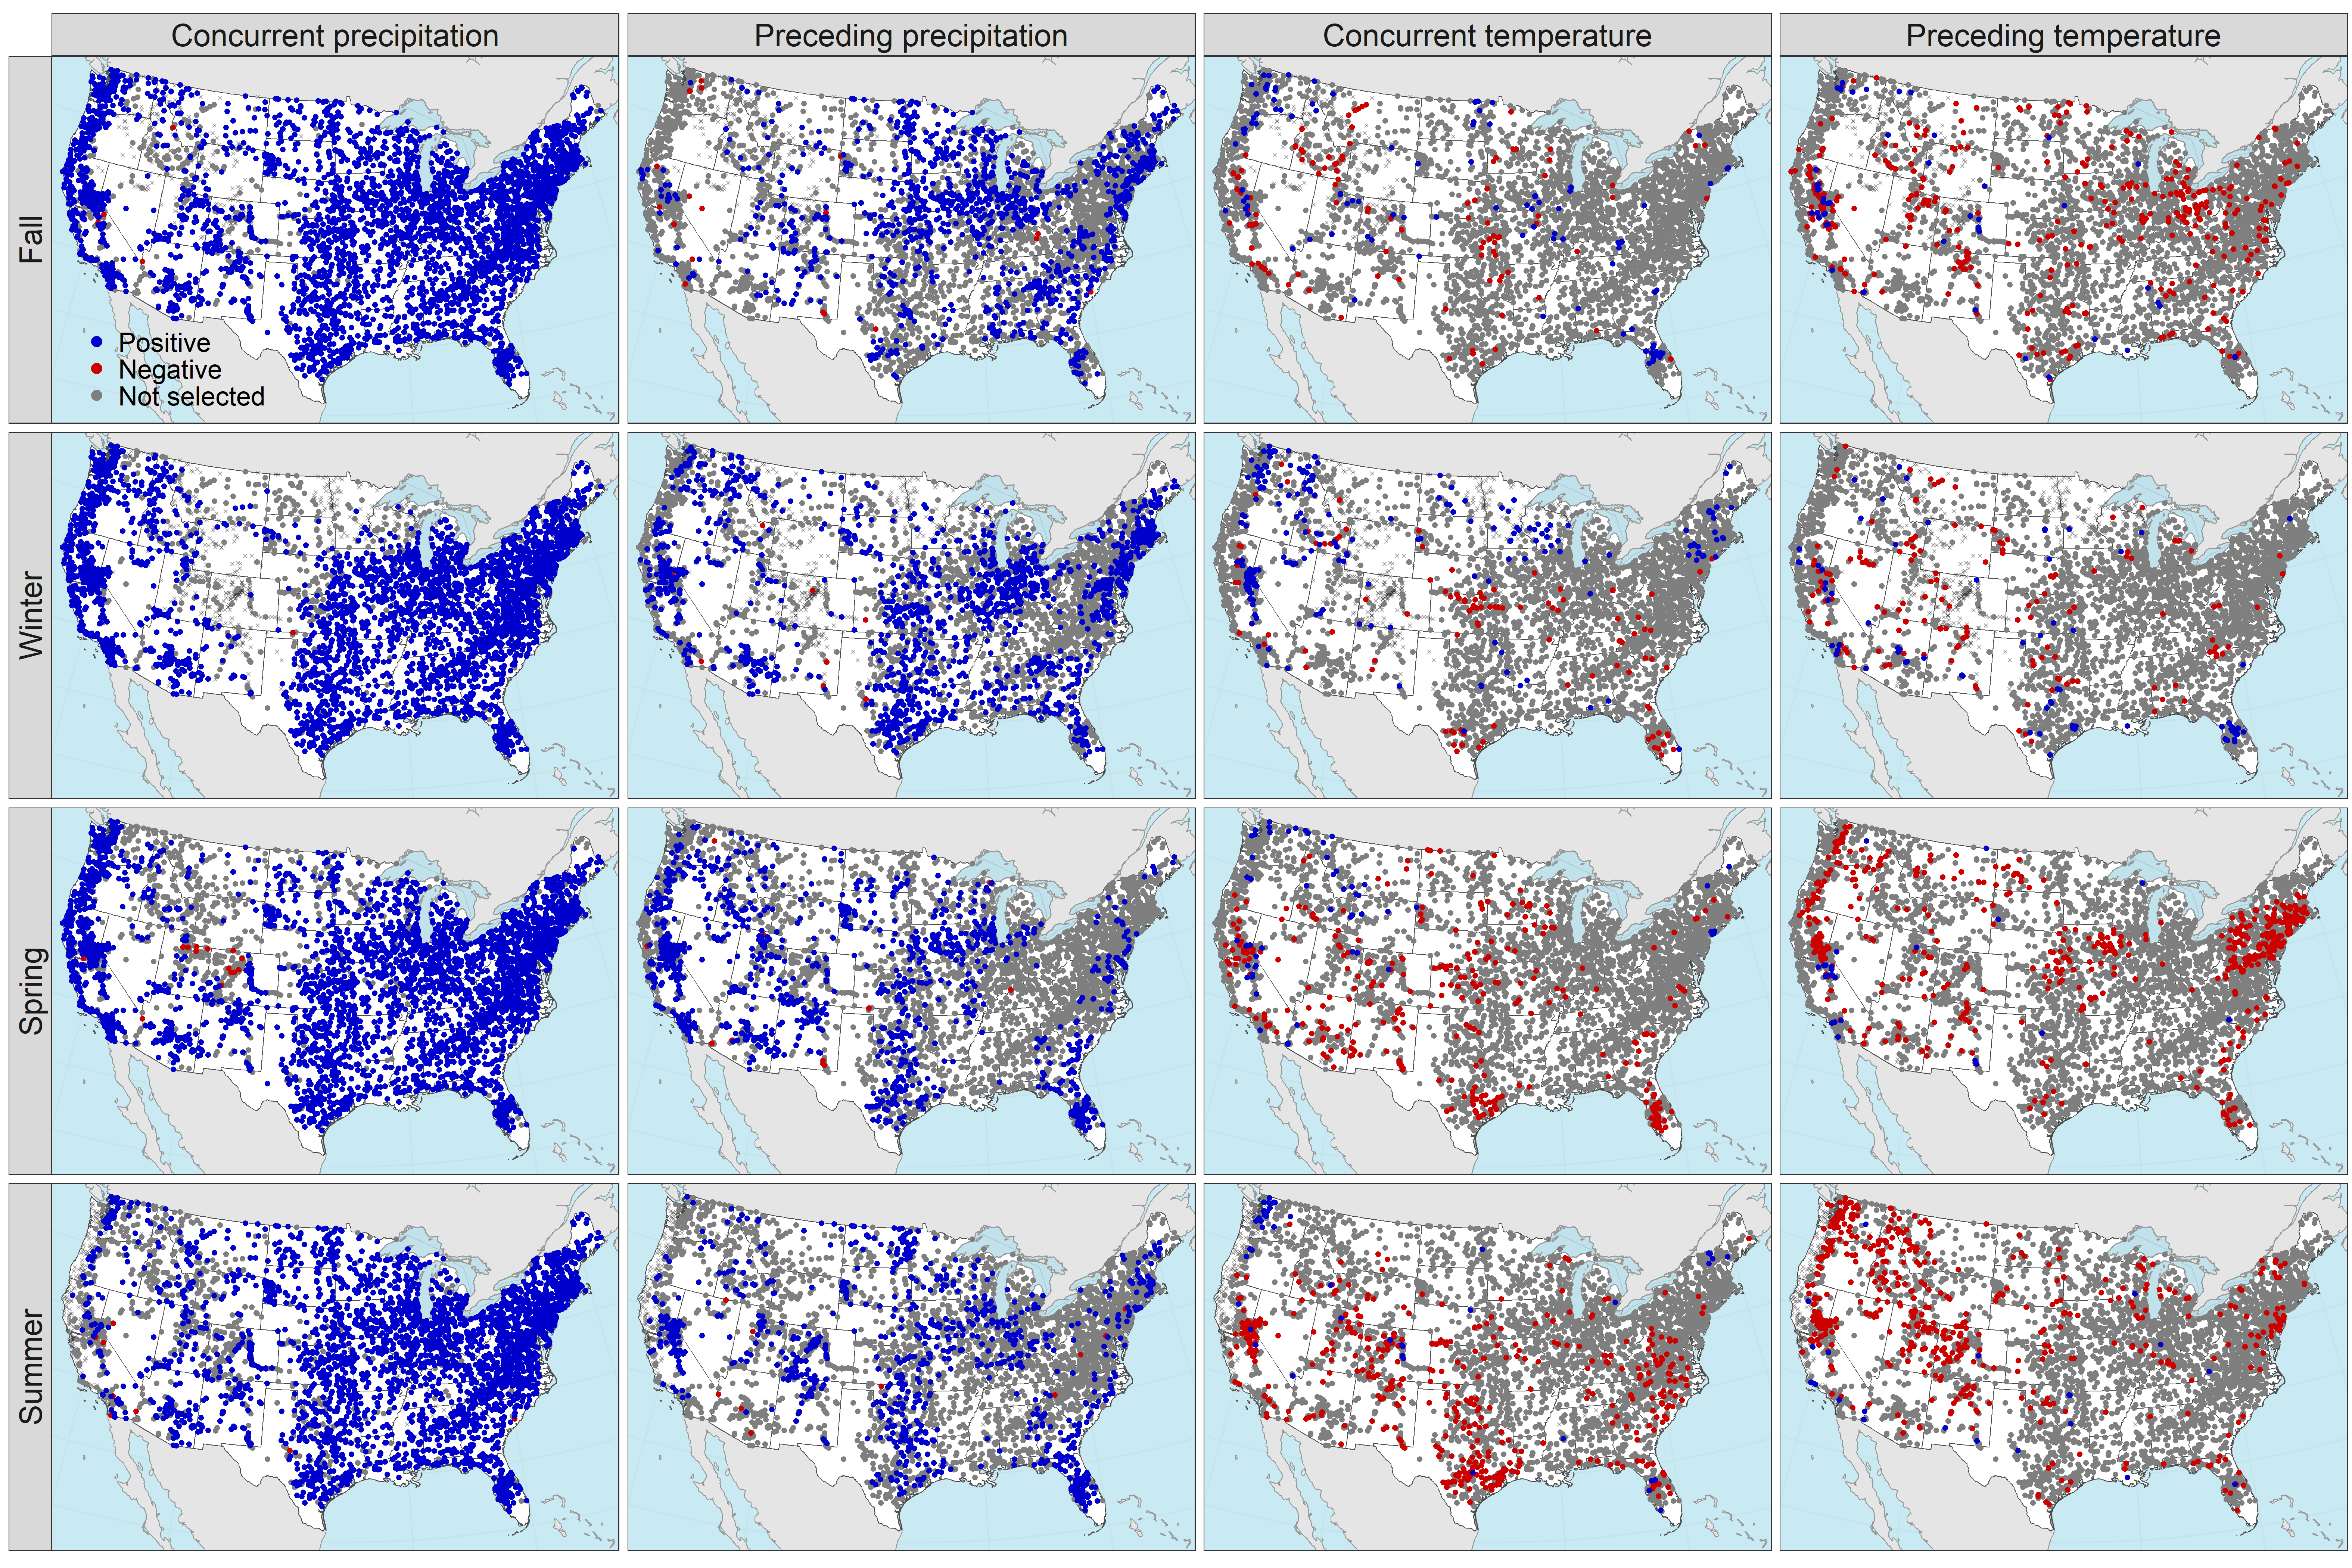 Concurrent precipitation
Preceding precipitation
Concurrent temperature
Preceding temperature
Fall
Positive
Negative
Not selected
Winter
Spring
Summer